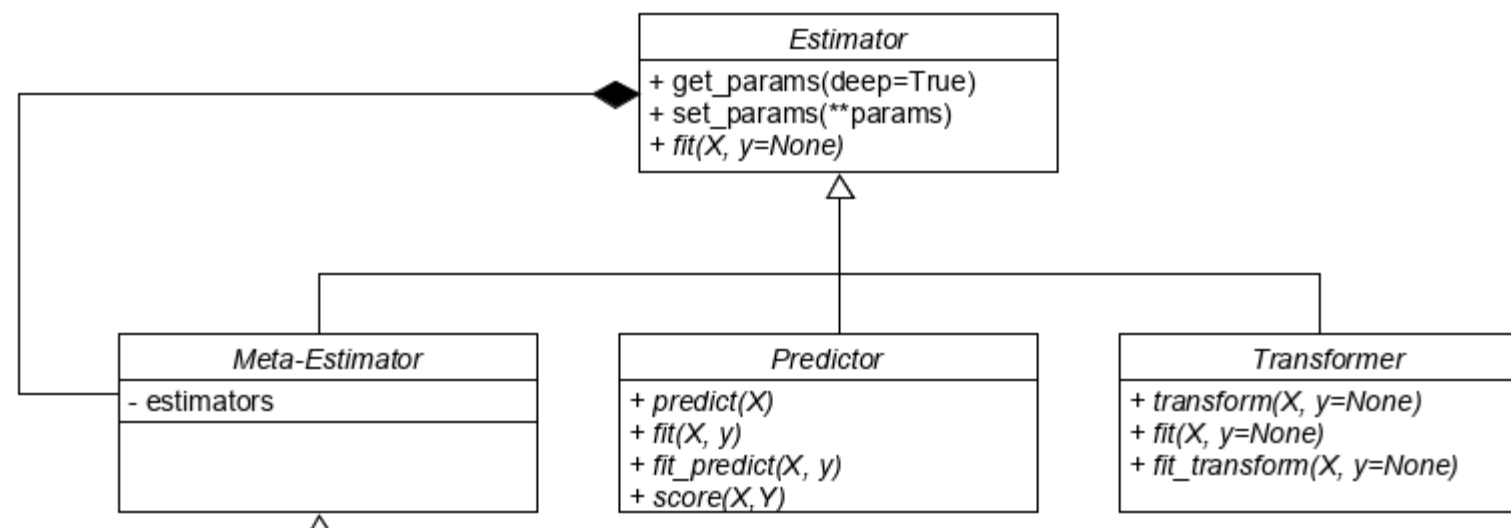 Estimator
+ get_params(deep=True)
+ set_params(**params)
+ fit(X, y=None)
Meta-Estimator
- estimators
Predictor
+ predict(X)
+ fit(X, y)
+ fit_predict(X, y)
+ score(X,Y)
Transformer
+ transform(X, y=None)
+ fit(X, y=None)
+ fit_transform(X, y=None)